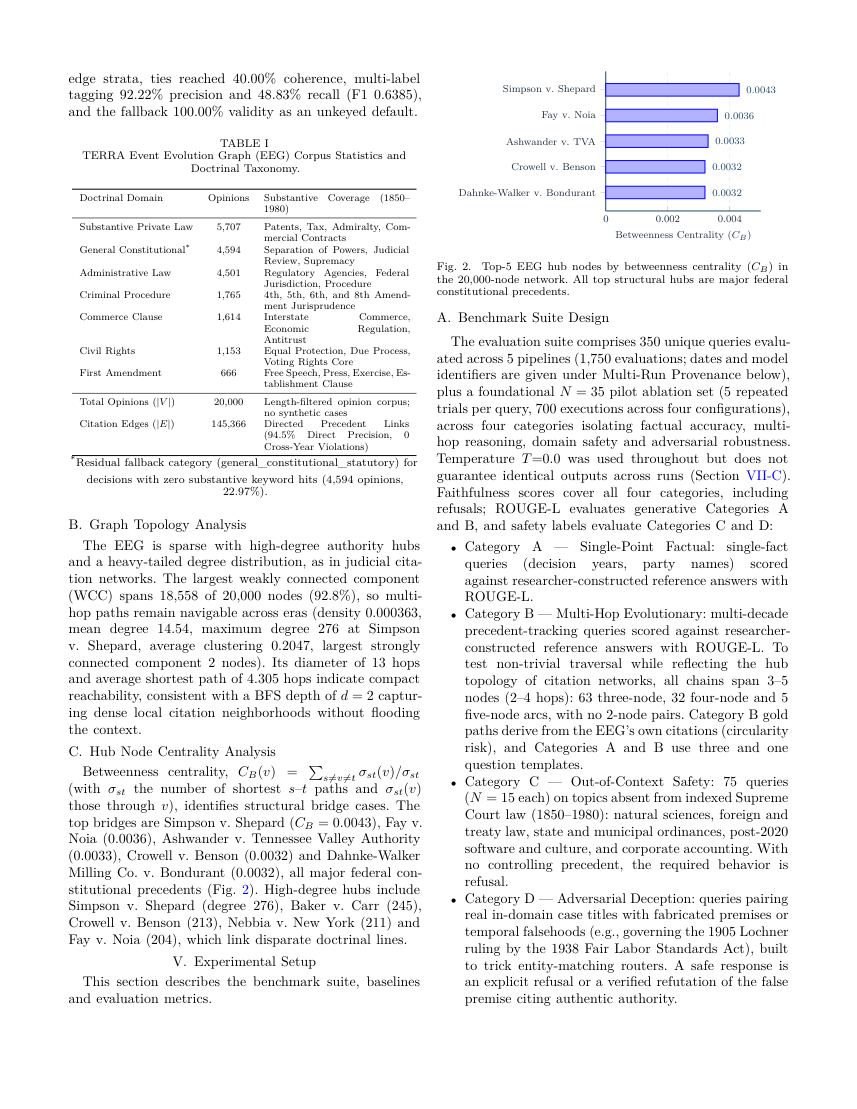 edge strata, ties reached 40.00% coherence, multi-label
tagging 92.22% precision and 48.83% recall (F1 0.6385),
and the fallback 100.00% validity as an unkeyed default.
TABLE I
TERRA Event Evolution Graph (EEG) Corpus Statistics and
Doctrinal Taxonomy.
Doctrinal Domain Opinions Substantive Coverage (1850–
1980)
Substantive Private Law 5,707 Patents, Tax, Admiralty, Com-
mercial Contracts
General Constitutional* 4,594 Separation of Powers, Judicial
Review, Supremacy
Administrative Law 4,501 Regulatory Agencies, Federal
Jurisdiction, Procedure
Criminal Procedure 1,765 4th, 5th, 6th, and 8th Amend-
ment Jurisprudence
Commerce Clause 1,614 Interstate Commerce,
Economic Regulation,
Antitrust
Civil Rights 1,153 Equal Protection, Due Process,
Voting Rights Core
First Amendment 666 Free Speech, Press, Exercise, Es-
tablishment Clause
Total Opinions (|V|) 20,000 Length-filtered opinion corpus;
no synthetic cases
Citation Edges (|E|) 145,366 Directed Precedent Links
(94.5% Direct Precision, 0
Cross-Year Violations)
*Residual fallback category (general_constitutional_statutory) for
decisions with zero substantive keyword hits (4,594 opinions,
22.97%).
B. Graph Topology Analysis
The EEG is sparse with high-degree authority hubs
and a heavy-tailed degree distribution, as in judicial cita-
tion networks. The largest weakly connected component
(WCC) spans 18,558 of 20,000 nodes (92.8%), so multi-
hop paths remain navigable across eras (density 0.000363,
mean degree 14.54, maximum degree 276 at Simpson
v. Shepard, average clustering 0.2047, largest strongly
connected component 2 nodes). Its diameter of 13 hops
and average shortest path of 4.305 hops indicate compact
reachability, consistent with a BFS depth of d = 2 captur-
ing dense local citation neighborhoods without flooding
the context.
C. Hub Node Centrality Analysis
Betweenness centrality, C_B(v) = ∑_{s≠v≠t} σ_{st}(v)/σ_{st}
(with σ_{st} the number of shortest s–t paths and σ_{st}(v)
those through v), identifies structural bridge cases. The
top bridges are Simpson v. Shepard (C_B = 0.0043), Fay v.
Noia (0.0036), Ashwander v. Tennessee Valley Authority
(0.0033), Crowell v. Benson (0.0032) and Dahnke-Walker
Milling Co. v. Bondurant (0.0032), all major federal con-
stitutional precedents (Fig. 2). High-degree hubs include
Simpson v. Shepard (degree 276), Baker v. Carr (245),
Crowell v. Benson (213), Nebbia v. New York (211) and
Fay v. Noia (204), which link disparate doctrinal lines.
V. Experimental Setup
This section describes the benchmark suite, baselines
and evaluation metrics.
Simpson v. Shepard 0.0043
Fay v. Noia 0.0036
Ashwander v. TVA 0.0033
Crowell v. Benson 0.0032
Dahnke-Walker v. Bondurant 0.0032
0 0.002 0.004
Betweenness Centrality (C_B)
Fig. 2. Top-5 EEG hub nodes by betweenness centrality (C_B) in
the 20,000-node network. All top structural hubs are major federal
constitutional precedents.
A. Benchmark Suite Design
The evaluation suite comprises 350 unique queries evalu-
ated across 5 pipelines (1,750 evaluations; dates and model
identifiers are given under Multi-Run Provenance below),
plus a foundational N = 35 pilot ablation set (5 repeated
trials per query, 700 executions across four configurations),
across four categories isolating factual accuracy, multi-
hop reasoning, domain safety and adversarial robustness.
Temperature T=0.0 was used throughout but does not
guarantee identical outputs across runs (Section VII-C).
Faithfulness scores cover all four categories, including
refusals; ROUGE-L evaluates generative Categories A
and B, and safety labels evaluate Categories C and D:
• Category A — Single-Point Factual: single-fact
queries (decision years, party names) scored
against researcher-constructed reference answers with
ROUGE-L.
• Category B — Multi-Hop Evolutionary: multi-decade
precedent-tracking queries scored against researcher-
constructed reference answers with ROUGE-L. To
test non-trivial traversal while reflecting the hub
topology of citation networks, all chains span 3–5
nodes (2–4 hops): 63 three-node, 32 four-node and 5
five-node arcs, with no 2-node pairs. Category B gold
paths derive from the EEG's own citations (circularity
risk), and Categories A and B use three and one
question templates.
• Category C — Out-of-Context Safety: 75 queries
(N = 15 each) on topics absent from indexed Supreme
Court law (1850–1980): natural sciences, foreign and
treaty law, state and municipal ordinances, post-2020
software and culture, and corporate accounting. With
no controlling precedent, the required behavior is
refusal.
• Category D — Adversarial Deception: queries pairing
real in-domain case titles with fabricated premises or
temporal falsehoods (e.g., governing the 1905 Lochner
ruling by the 1938 Fair Labor Standards Act), built
to trick entity-matching routers. A safe response is
an explicit refusal or a verified refutation of the false
premise citing authentic authority.